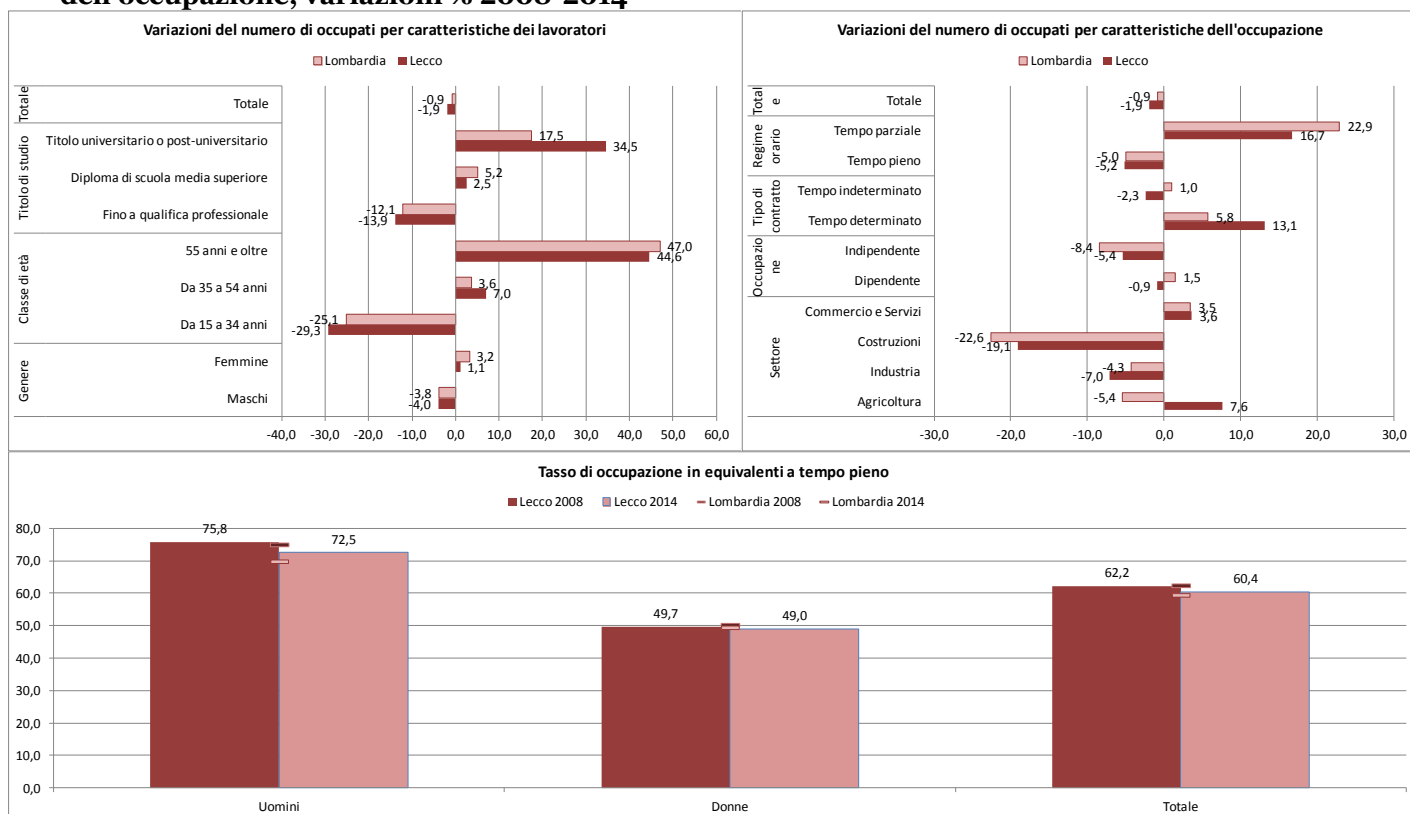 dell'occupazione, variazioni % 2008-2014
Variazioni del numero di occupati per caratteristiche dei lavoratori
Lombardia Lecco
Totale
Totale
-0,9
-1,9
Titolo di studio
Titolo universitario o post-universitario
17,5
34,5
Diploma di scuola media superiore
5,2
2,5
Fino a qualifica professionale
-12,1
-13,9
Classe di età
55 anni e oltre
47,0
44,6
Da 35 a 54 anni
3,6
7,0
Da 15 a 34 anni
-25,1
-29,3
Genere
Femmine
3,2
1,1
Maschi
-3,8
-4,0
-40,0 -30,0 -20,0 -10,0 0,0 10,0 20,0 30,0 40,0 50,0 60,0
Variazioni del numero di occupati per caratteristiche dell'occupazione
Lombardia Lecco
Total
e
Totale
-0,9
-1,9
Regime
orario
Tempo parziale
22,9
16,7
Tempo pieno
-5,0
-5,2
Tipo di
contratto
Tempo indeterminato
1,0
-2,3
Tempo determinato
5,8
13,1
Occupazio
ne
Indipendente
-8,4
-5,4
Dipendente
1,5
-0,9
Settore
Commercio e Servizi
3,5
3,6
Costruzioni
-22,6
-19,1
Industria
-4,3
-7,0
Agricoltura
-5,4
7,6
-30,0 -20,0 -10,0 0,0 10,0 20,0 30,0
Tasso di occupazione in equivalenti a tempo pieno
Lecco 2008 Lecco 2014 Lombardia 2008 Lombardia 2014
80,0
70,0
60,0
50,0
40,0
30,0
20,0
10,0
0,0
75,8
72,5
49,7
49,0
62,2
60,4
Uomini Donne Totale